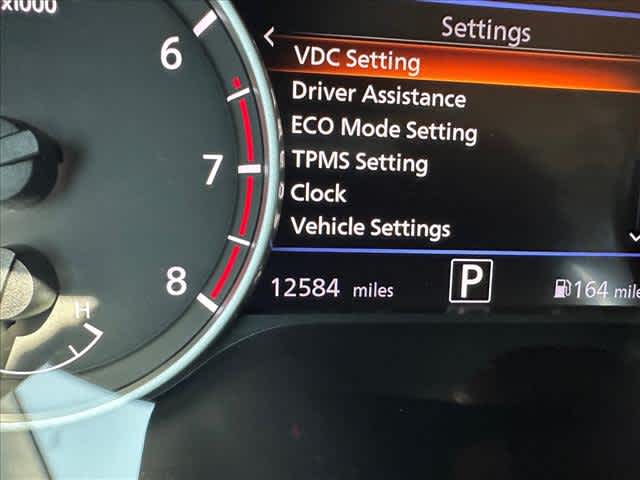 x1000
6
7
8
H
Settings
VDC Setting
Driver Assistance
ECO Mode Setting
TPMS Setting
Clock
Vehicle Settings
12584 miles
P
164 mile